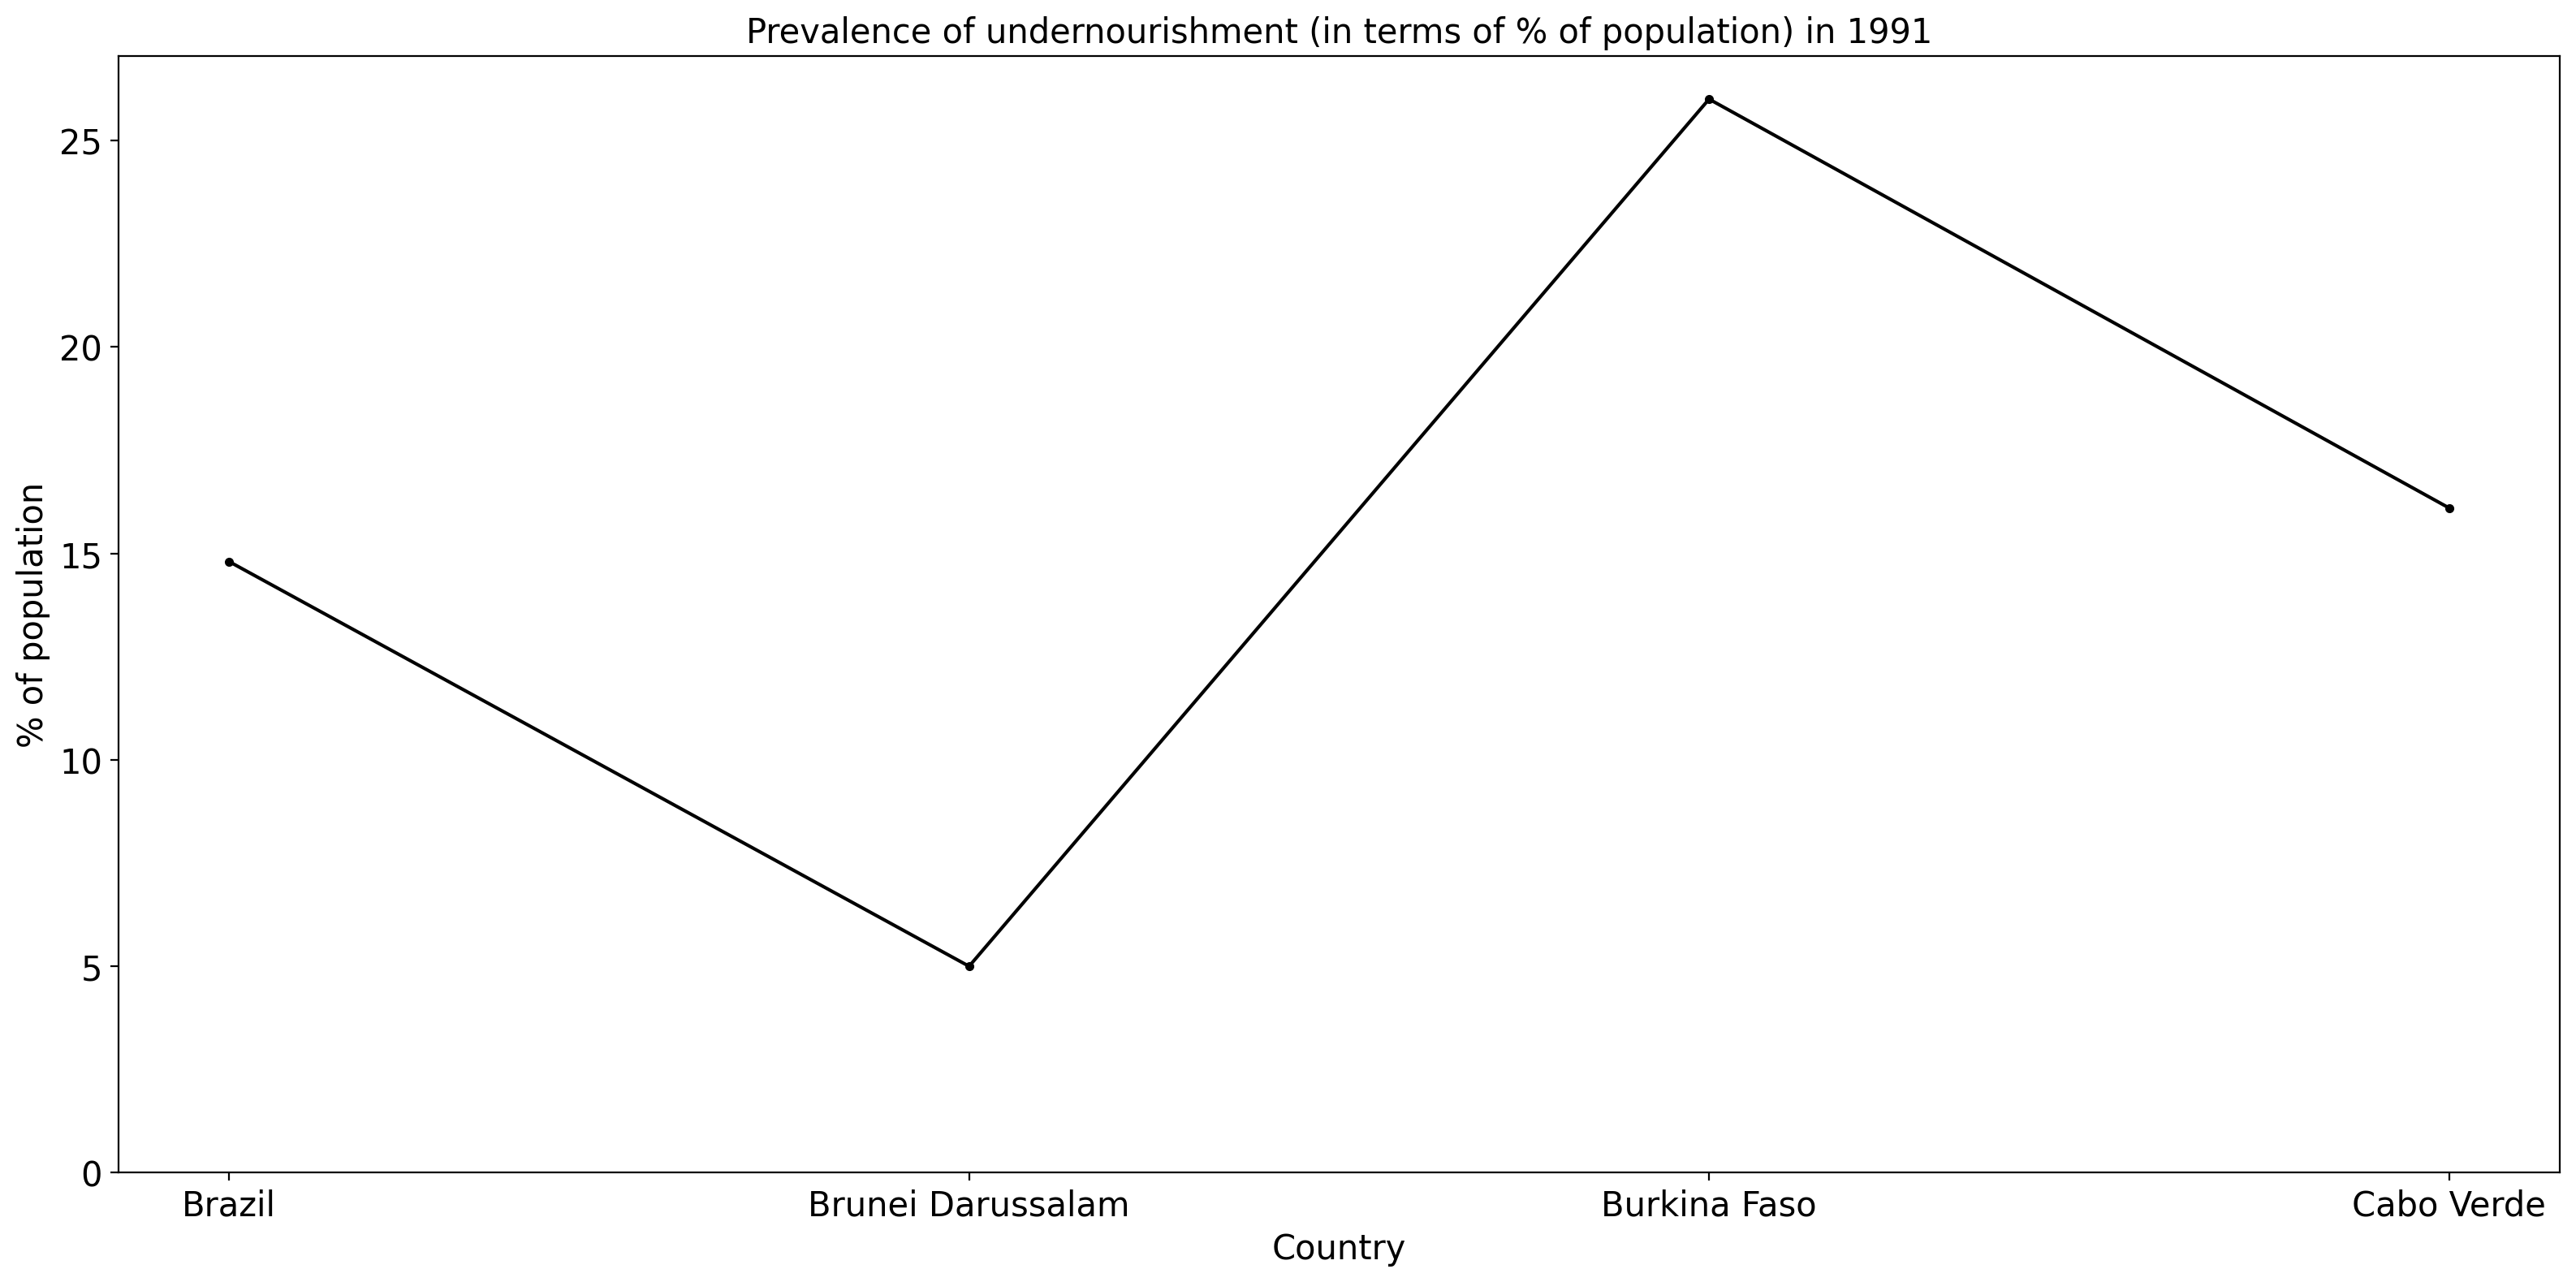 Prevalence of undernourishment (in terms of % of population) in 1991
% of population
25
20
15
10
5
0
Brazil
Brunei Darussalam
Burkina Faso
Cabo Verde
Country